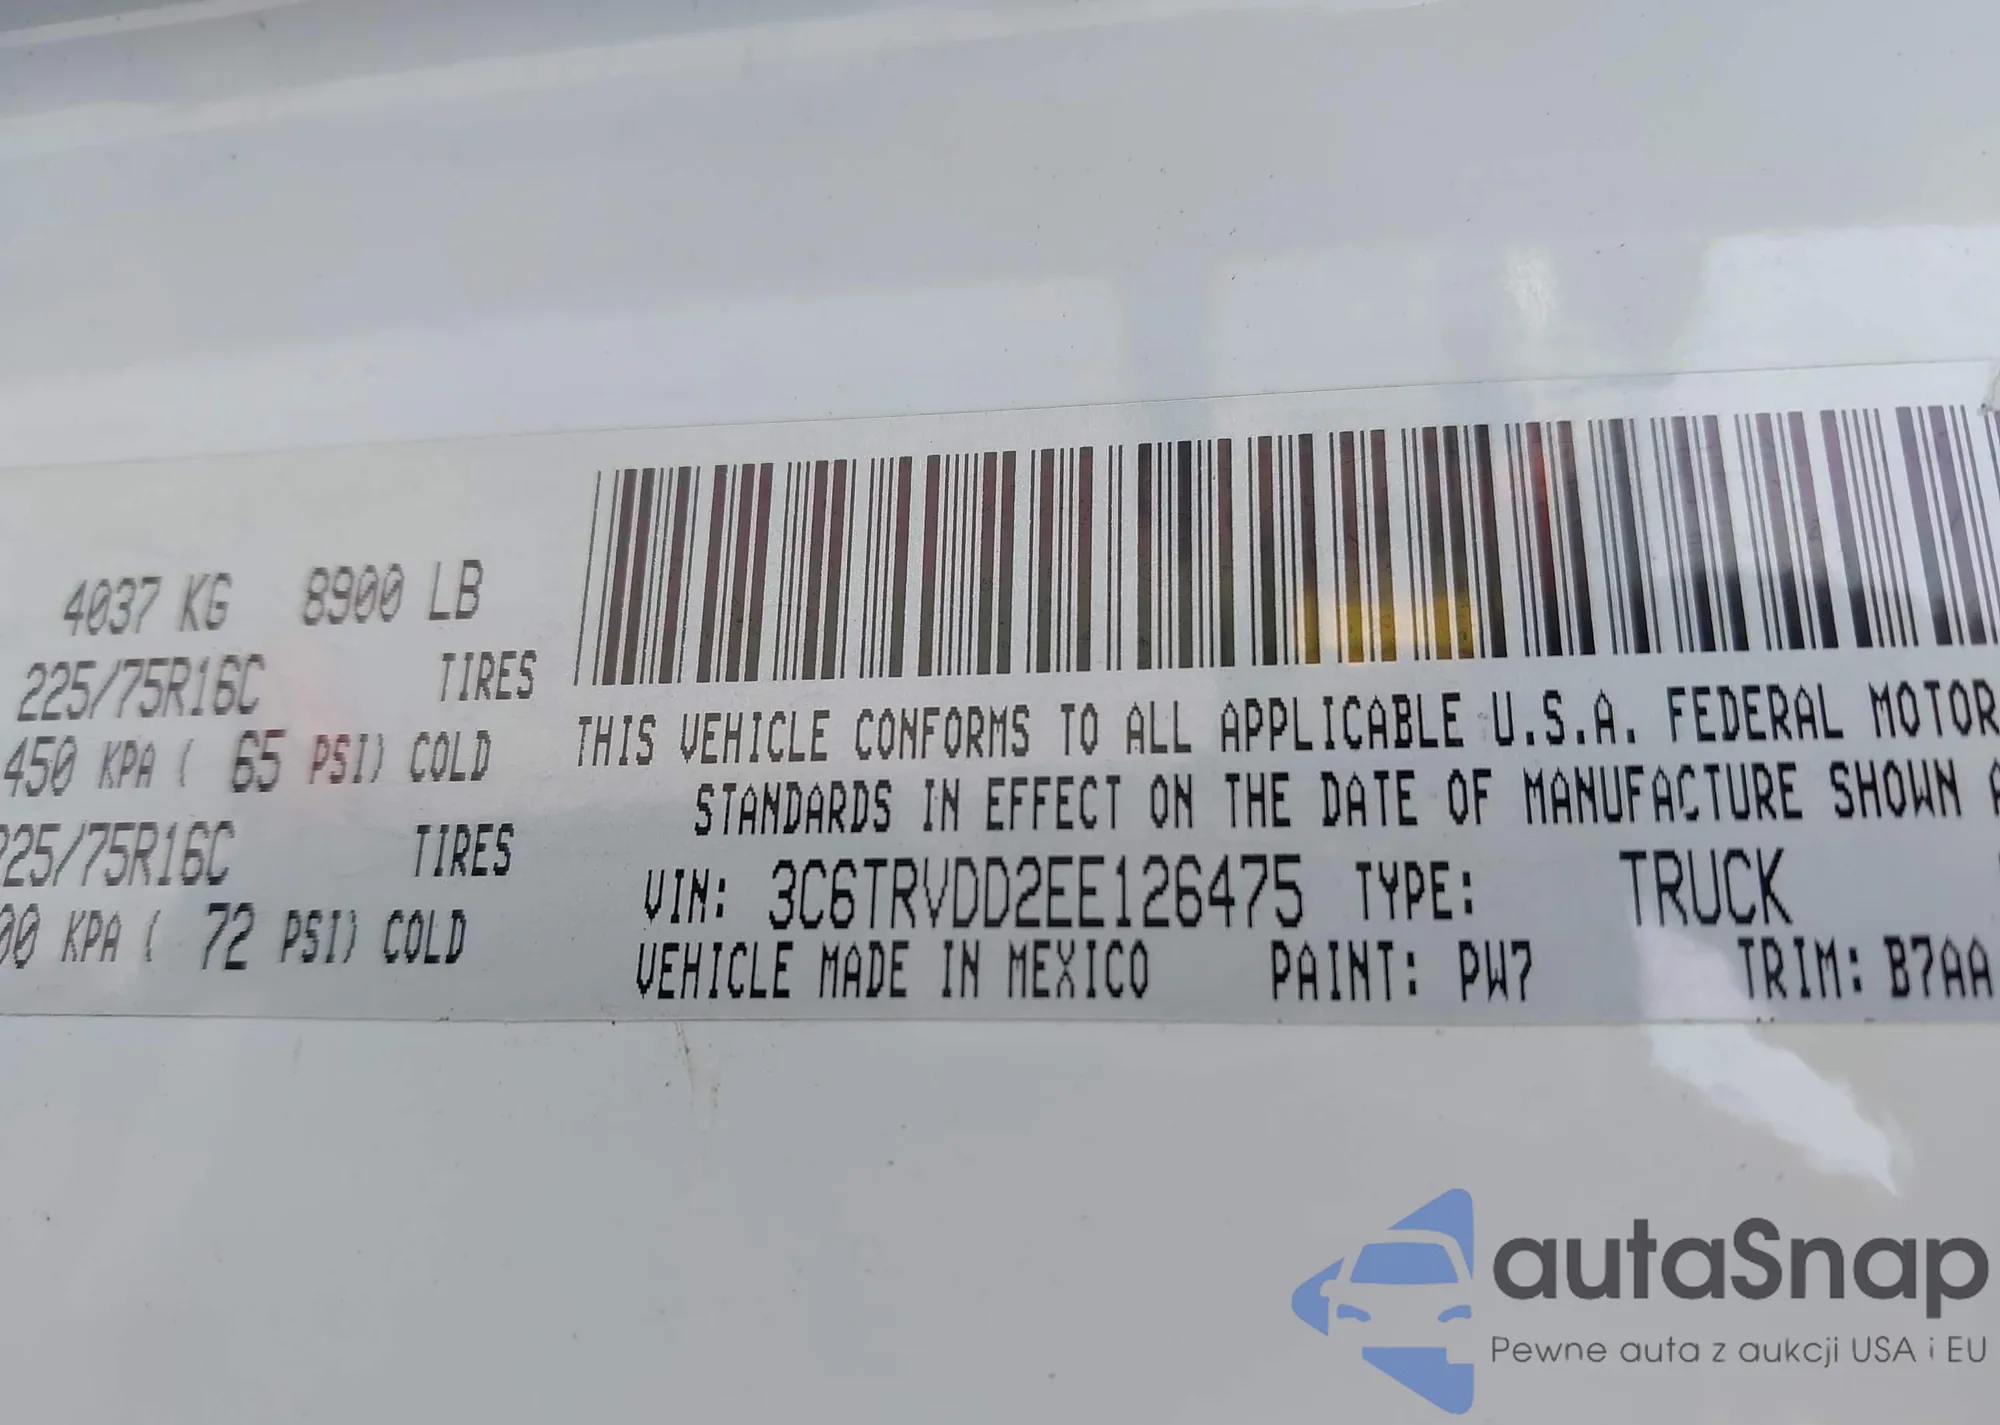 4037 KG 8900 LB
225/75R16C TIRES
450 KPA ( 65 PSI) COLD
225/75R16C TIRES
00 KPA ( 72 PSI) COLD
THIS VEHICLE CONFORMS TO ALL APPLICABLE U.S.A. FEDERAL MOTOR
STANDARDS IN EFFECT ON THE DATE OF MANUFACTURE SHOWN A
VIN: 3C6TRVDD2EE126475 TYPE: TRUCK
VEHICLE MADE IN MEXICO PAINT: PW7 TRIM: B7AA
autaSnap
Pewne auta z aukcji USA i EU